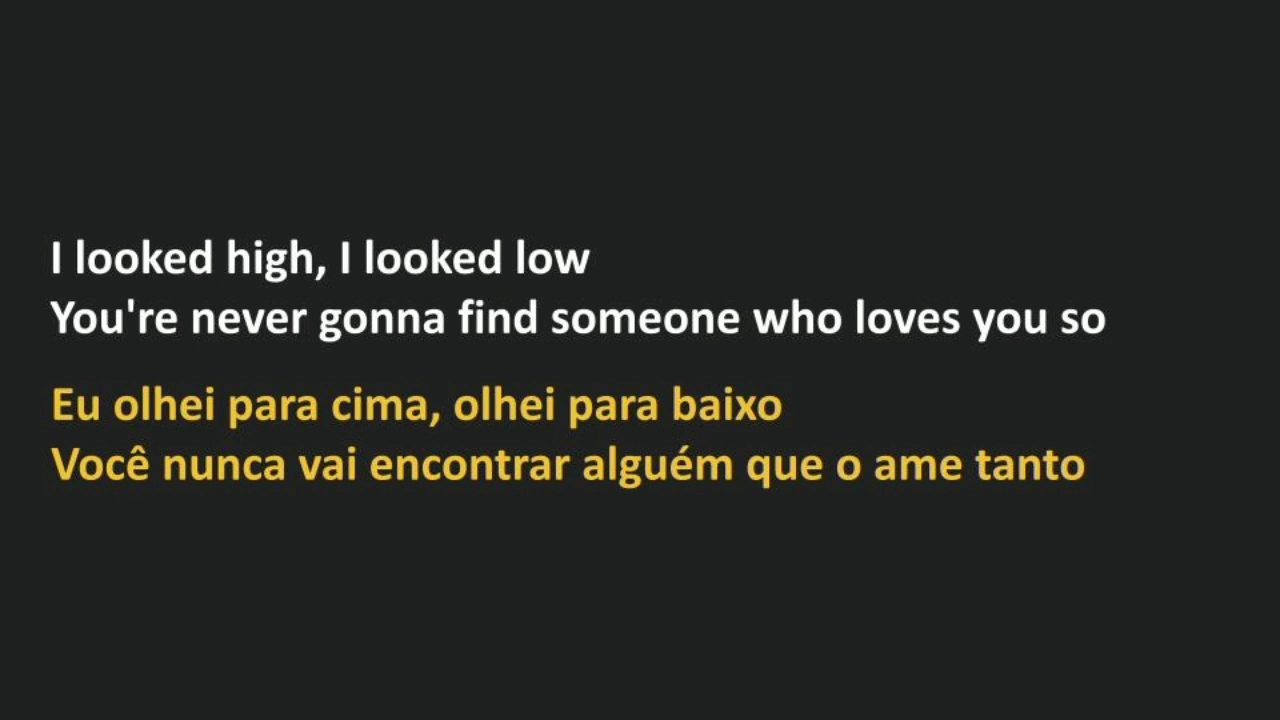 I looked high, I looked low
You're never gonna find someone who loves you so
Eu olhei para cima, olhei para baixo
Você nunca vai encontrar alguém que o ame tanto